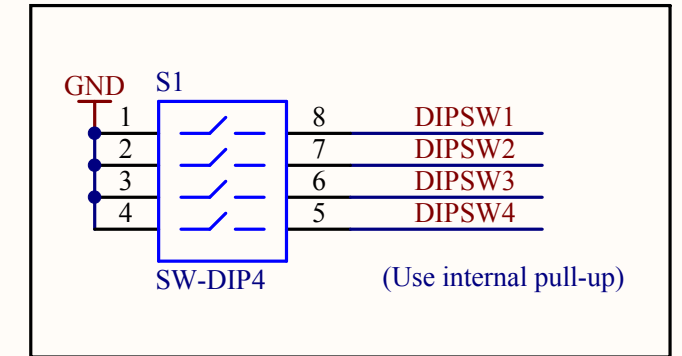 GND S1
1 8 DIPSW1
2 7 DIPSW2
3 6 DIPSW3
4 5 DIPSW4
SW-DIP4 (Use internal pull-up)